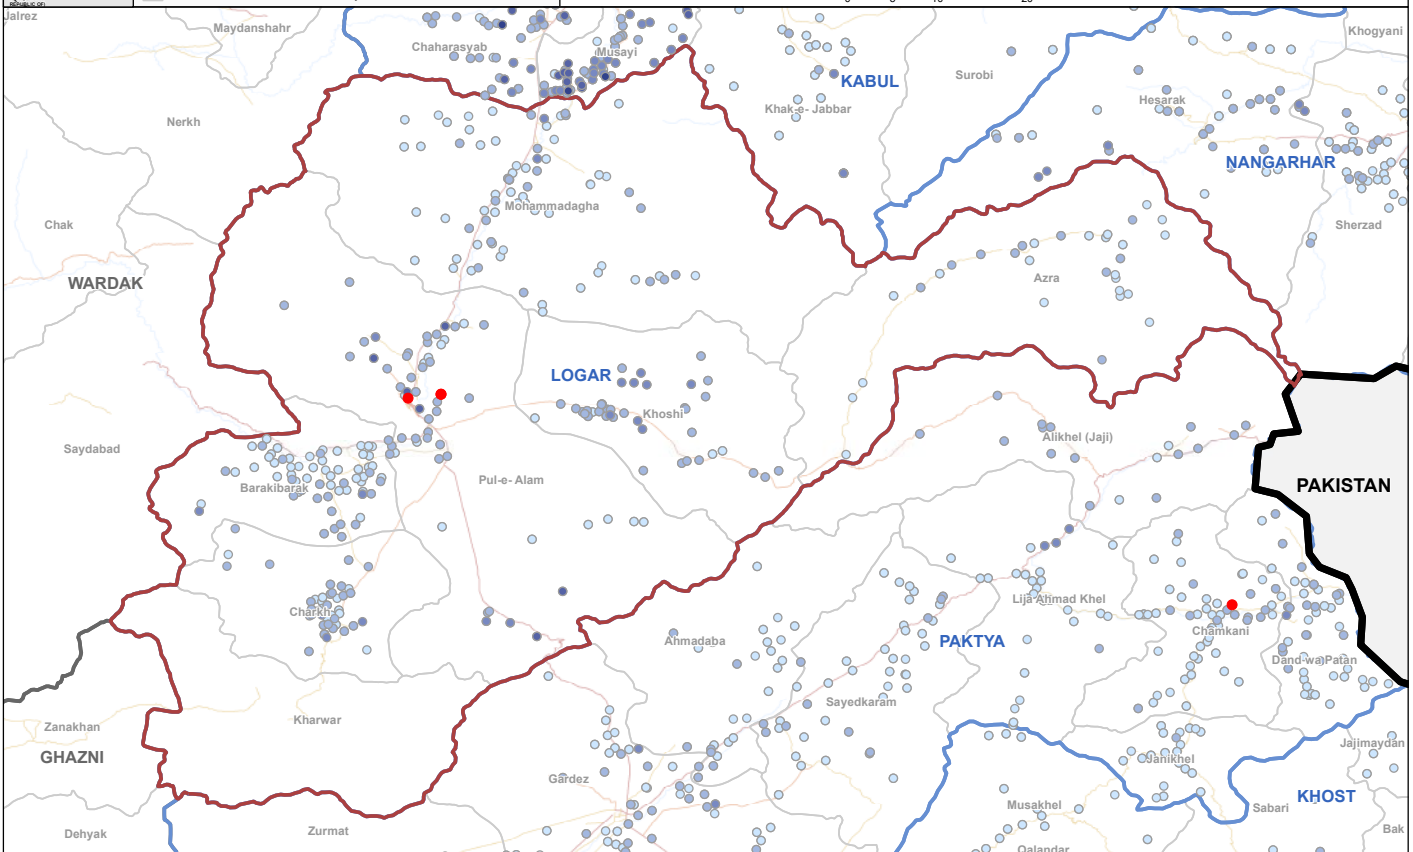 REPUBLIC OF)
Jalrez
Maydanshahr
Chaharasyab
Musayi
Khogyani
Surobi
KABUL
Khak-e- Jabbar
Hesarak
Nerkh
NANGARHAR
Mohammadagha
Chak
Sherzad
WARDAK
Azra
LOGAR
Khoshi
Alikhel (Jaji)
Saydabad
Pul-e- Alam
Barakibarak
PAKISTAN
Lija Ahmad Khel
Charkh
Chamkani
Ahmadaba
PAKTYA
Dand-wa-Patan
Sayedkaram
Kharwar
Zanakhan
Jajimaydan
GHAZNI
Janikhel
Gardez
KHOST
Musakhel
Sabari
Zurmat
Dehyak
Bak
Qalandar